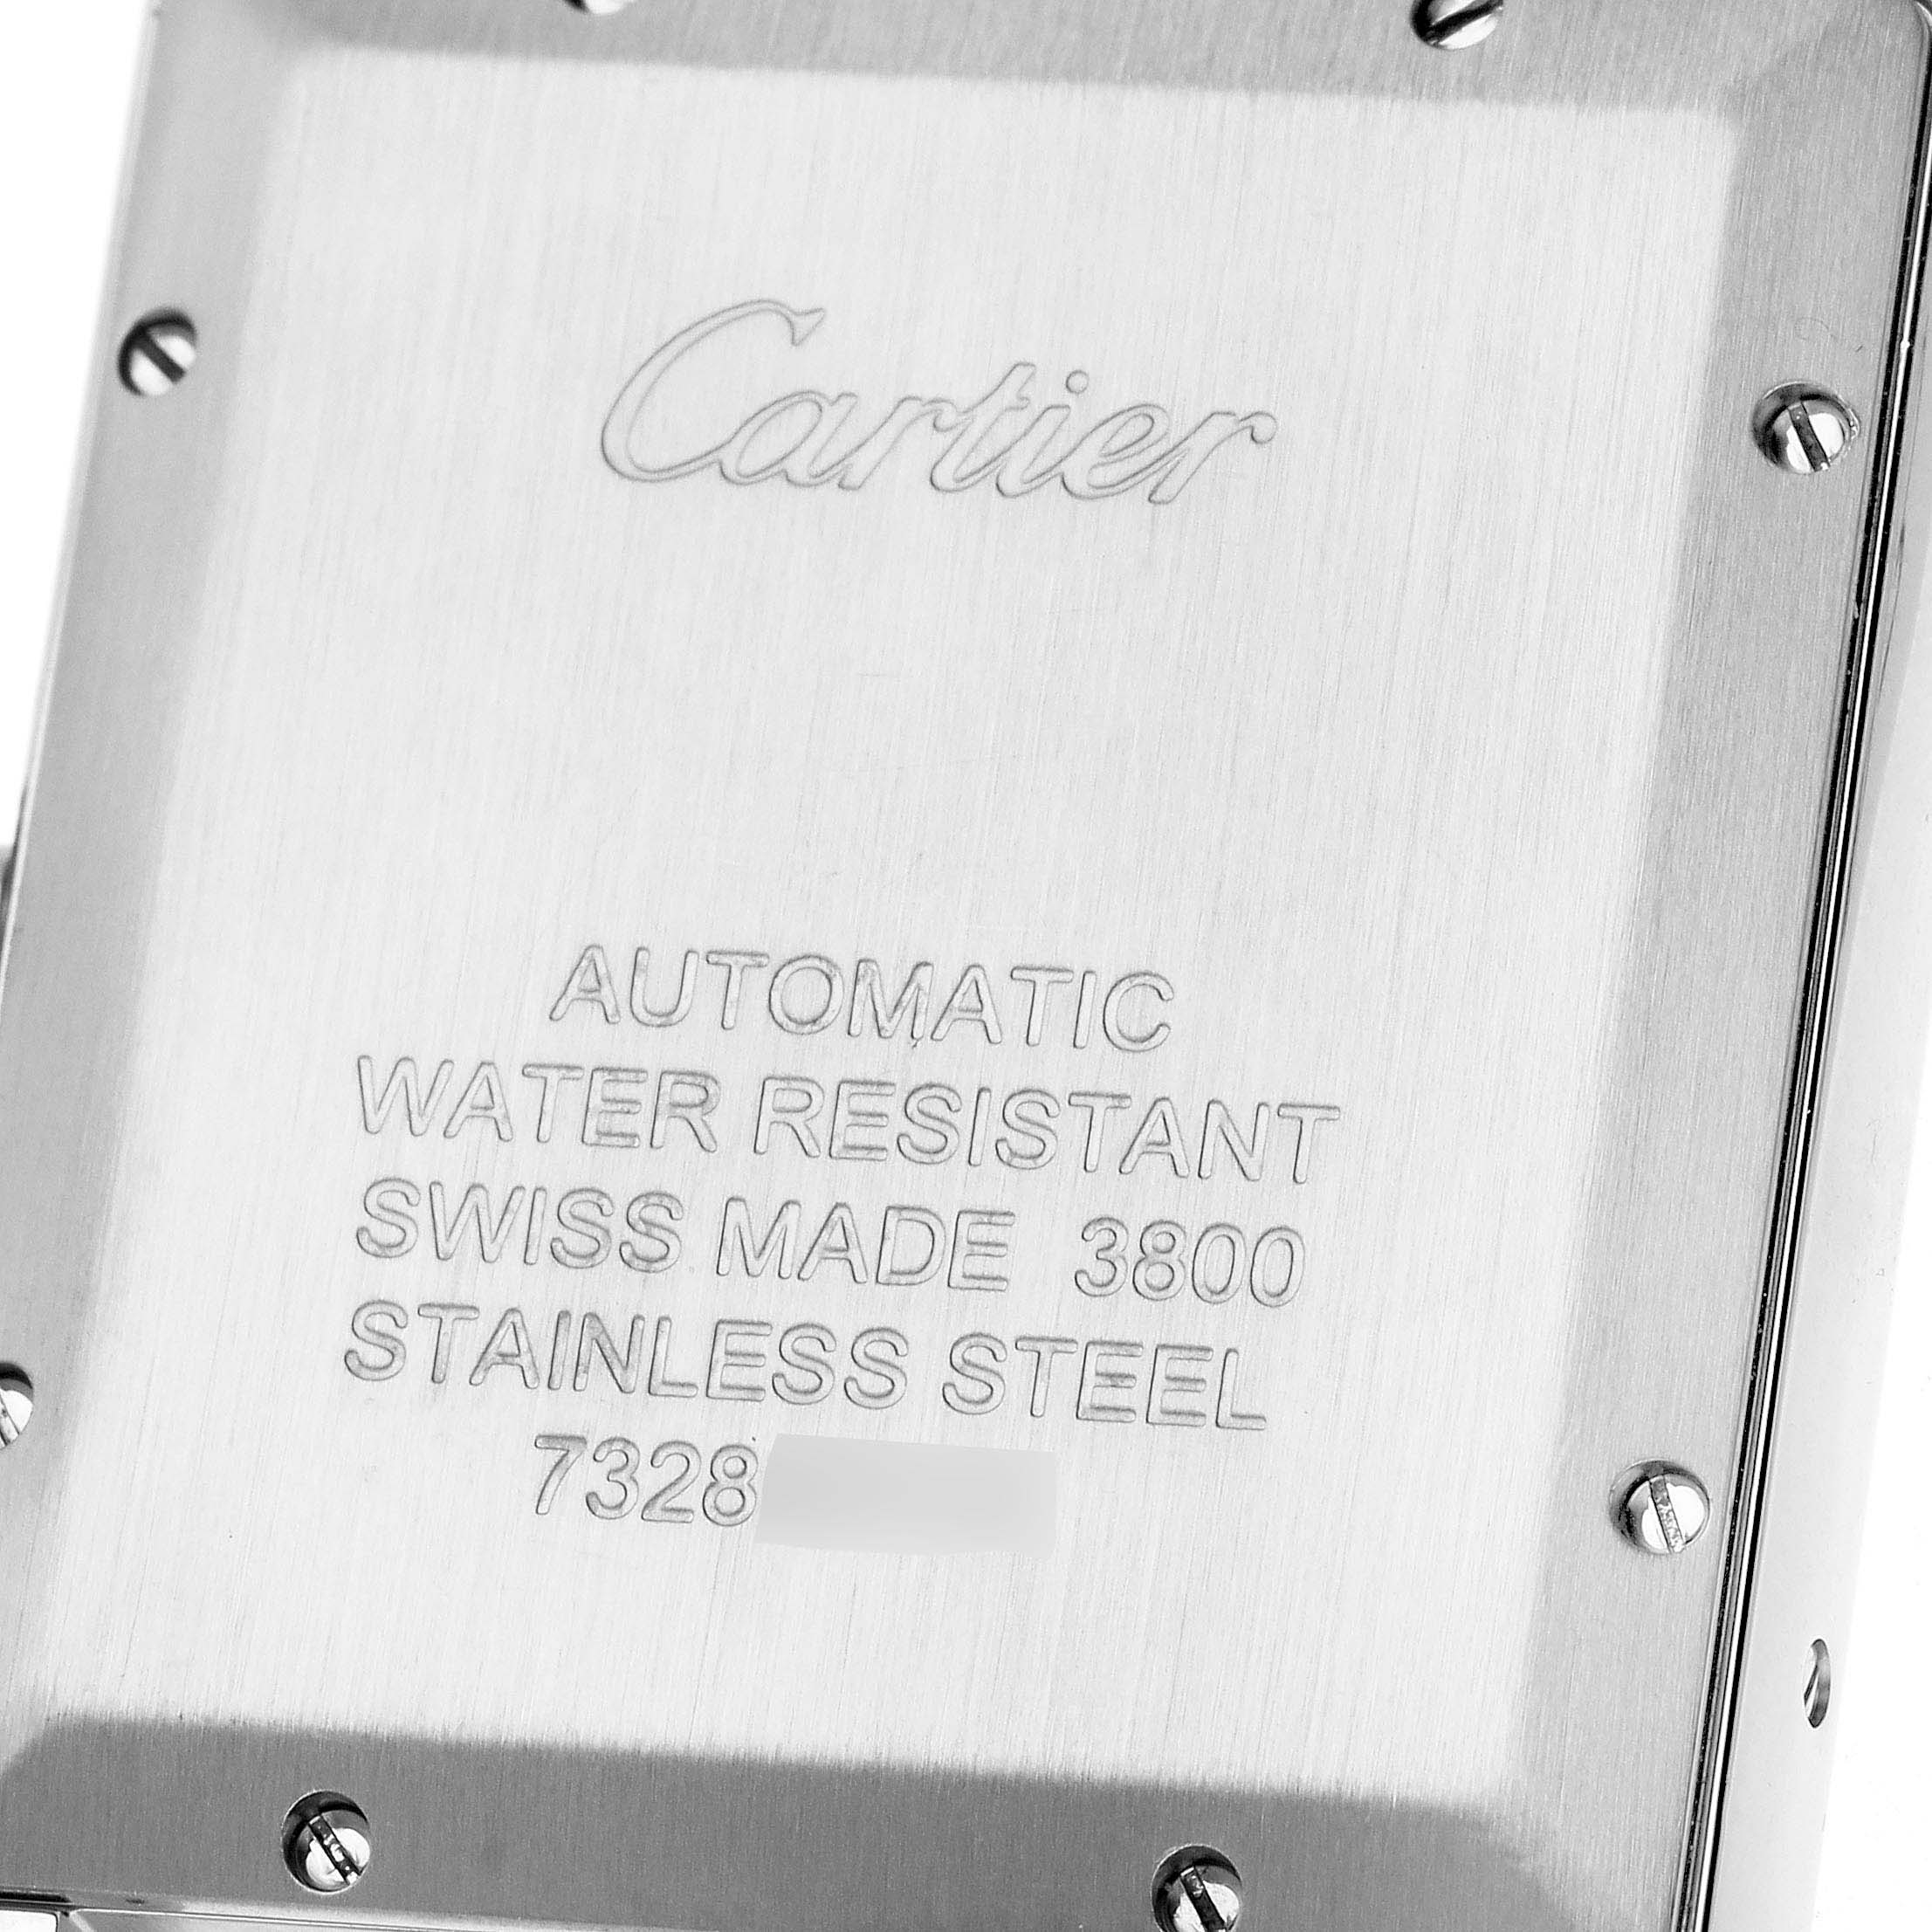 Cartier
AUTOMATIC
WATER RESISTANT
SWISS MADE 3800
STAINLESS STEEL
7328